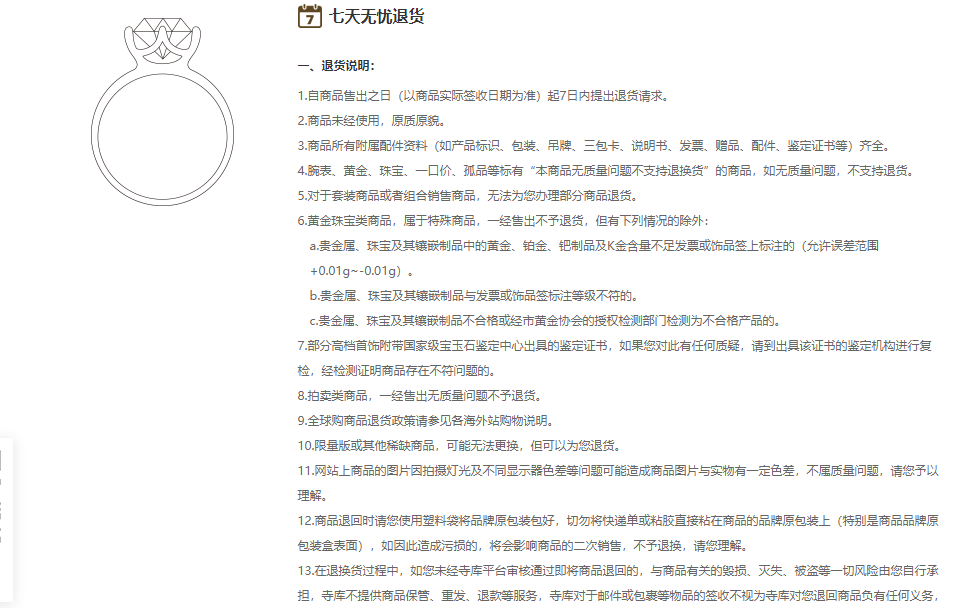 7 七天无忧退货
一、退货说明：
1.自商品售出之日（以商品实际签收日期为准）起7日内提出退货请求。
2.商品未经使用，原质原貌。
3.商品所有附属配件资料（如产品标识、包装、吊牌、三包卡、说明书、发票、赠品、配件、鉴定证书等）齐全。
4.腕表、黄金、珠宝、一口价、孤品等标有“本商品无质量问题不支持退换货”的商品，如无质量问题，不支持退货。
5.对于套装商品或者组合销售商品，无法为您办理部分商品退货。
6.黄金珠宝类商品，属于特殊商品，一经售出不予退货，但有下列情况的除外：
a.贵金属、珠宝及其镶嵌制品中的黄金、铂金、钯制品及K金含量不足发票或饰品签上标注的（允许误差范围
+0.01g~-0.01g）。
b.贵金属、珠宝及其镶嵌制品与发票或饰品签标注等级不符的。
c.贵金属、珠宝及其镶嵌制品不合格或经市黄金协会的授权检测部门检测为不合格产品的。
7.部分高档首饰附带国家级宝玉石鉴定中心出具的鉴定证书，如果您对此有任何质疑，请到出具该证书的鉴定机构进行复
检，经检测证明商品存在不符问题的。
8.拍卖类商品，一经售出无质量问题不予退货。
9.全球购商品退货政策请参见各海外站购物说明。
10.限量版或其他稀缺商品，可能无法更换，但可以为您退货。
11.网站上商品的图片因拍摄灯光及不同显示器色差等问题可能造成商品图片与实物有一定色差，不属质量问题，请您予以
理解。
12.商品退回时请您使用塑料袋将品牌原包装包好，切勿将快递单或粘胶直接粘在商品的品牌原包装上（特别是商品品牌原
包装盒表面），如因此造成污损的，将会影响商品的二次销售，不予退换，请您理解。
13.在退换货过程中，如您未经寺库平台审核通过即将商品退回的，与商品有关的毁损、灭失、被盗等一切风险由您自行承
担，寺库不提供商品保管、重发、退款等服务，寺库对于邮件或包裹等物品的签收不视为寺库对您退回商品负有任何义务，